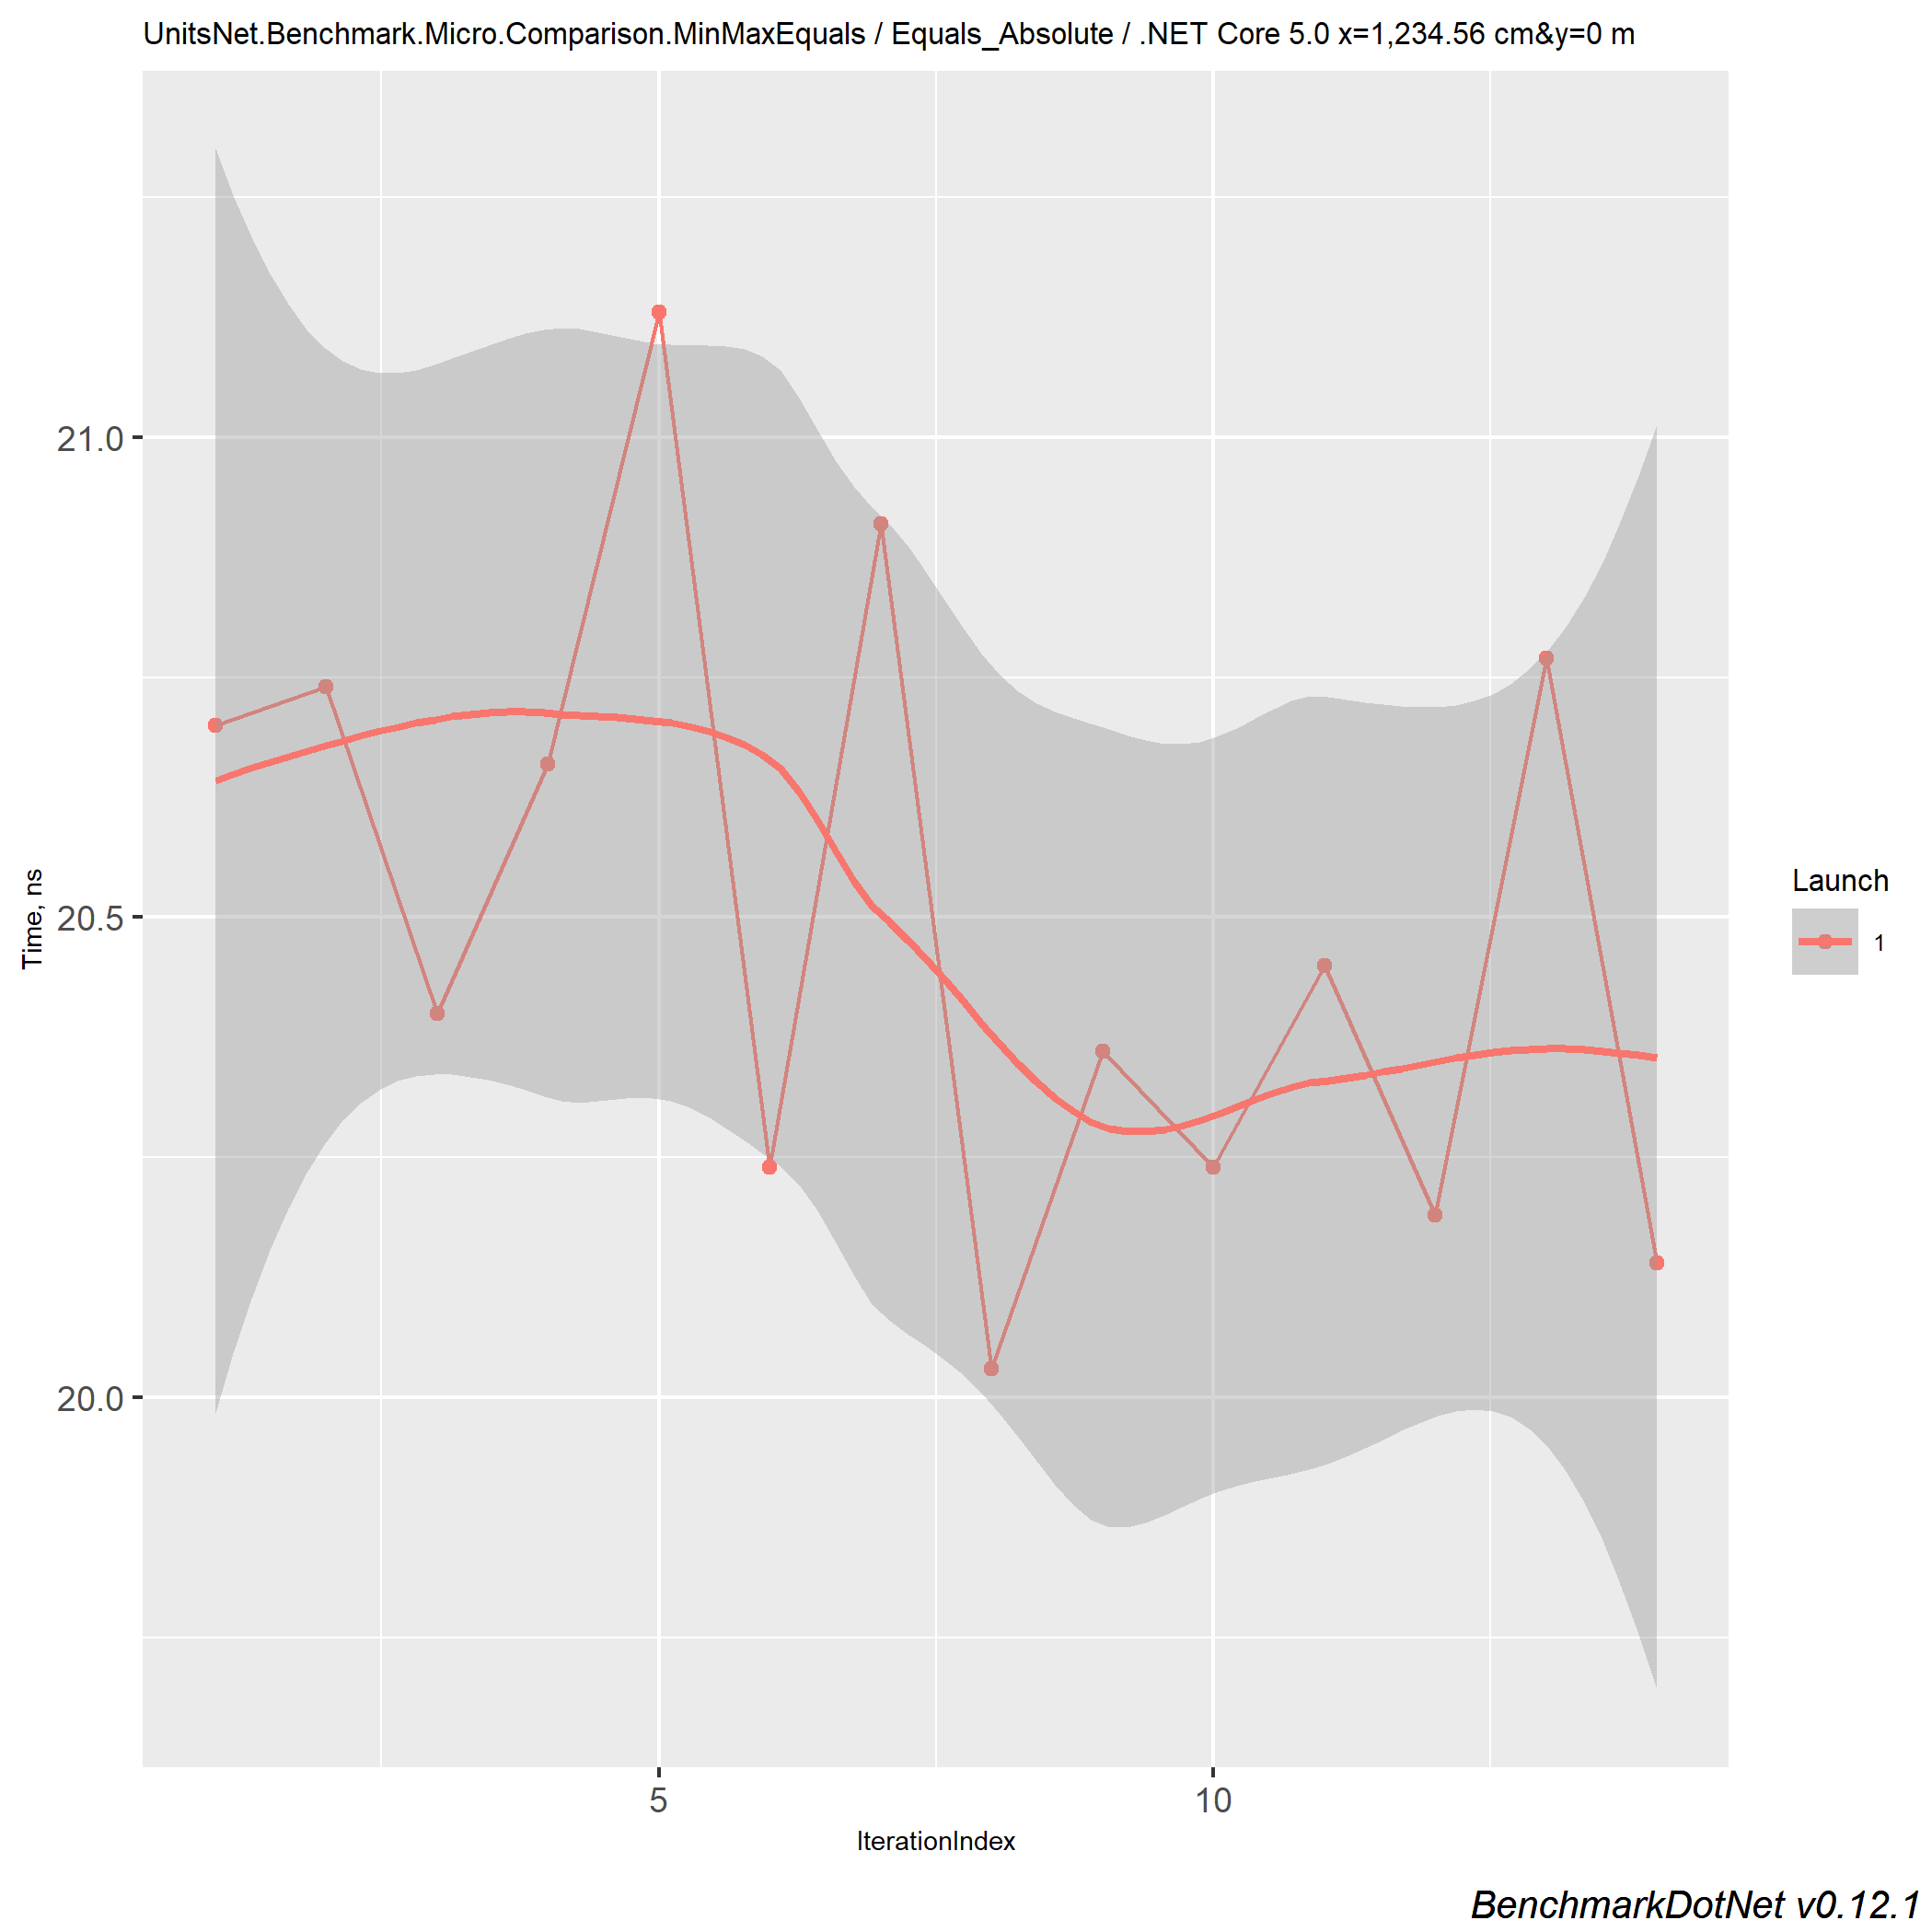 UnitsNet.Benchmark.Micro.Comparison.MinMaxEquals / Equals_Absolute / .NET Core 5.0 x=1,234.56 cm&y=0 m
21.0
20.5
20.0
Time, ns
5
10
IterationIndex
Launch
1
BenchmarkDotNet v0.12.1